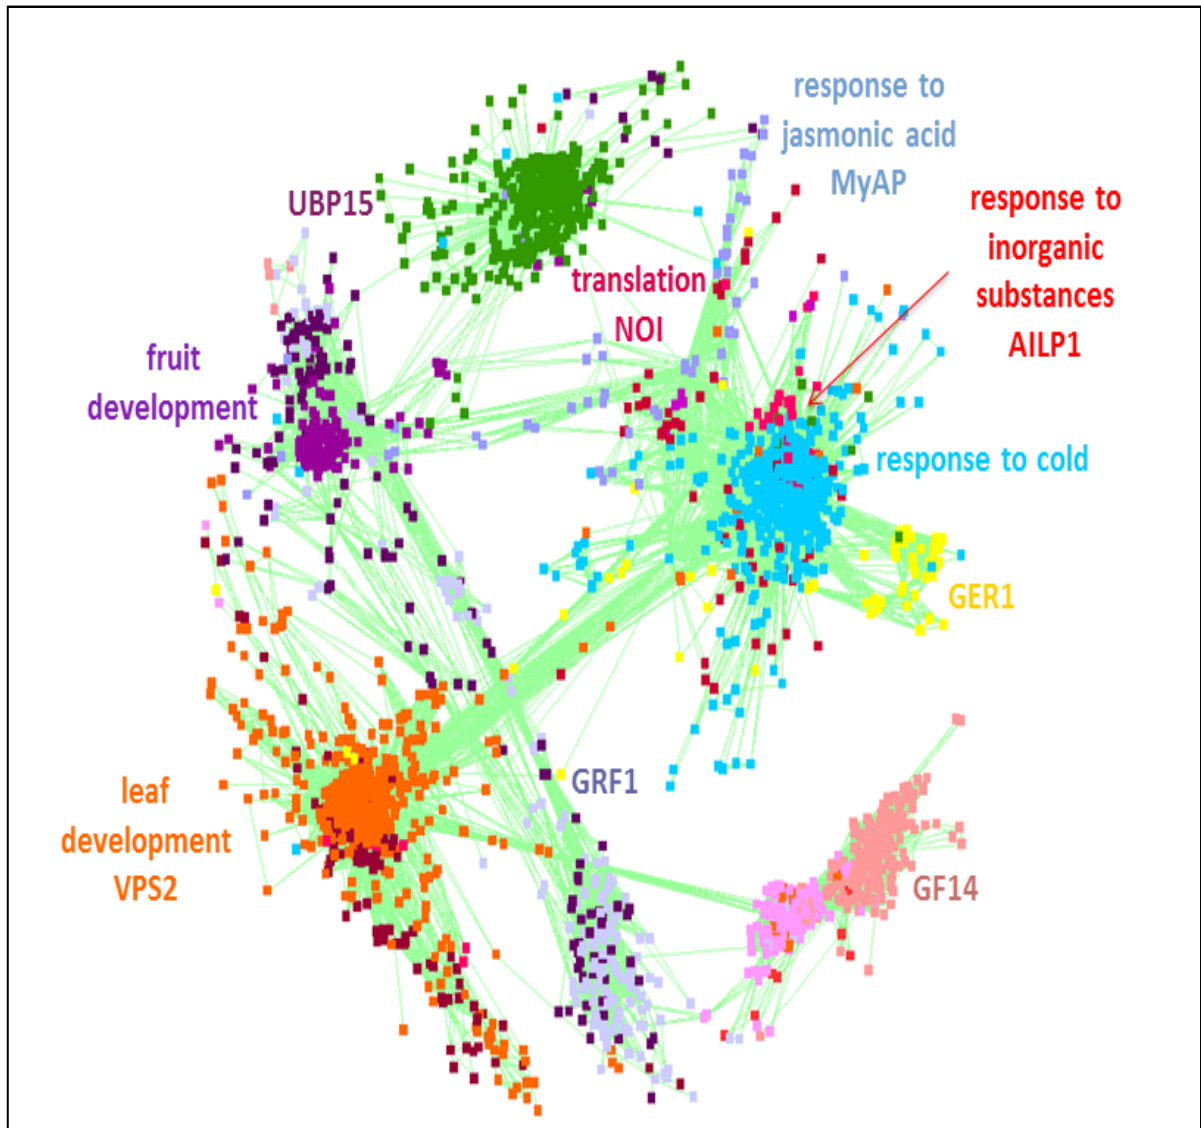 response to
jasmonic acid
MyAP
UBP15
response to
inorganic
substances
AILP1
translation
NOI
fruit
development
response to cold
GER1
GRF1
leaf
development
VPS2
GF14